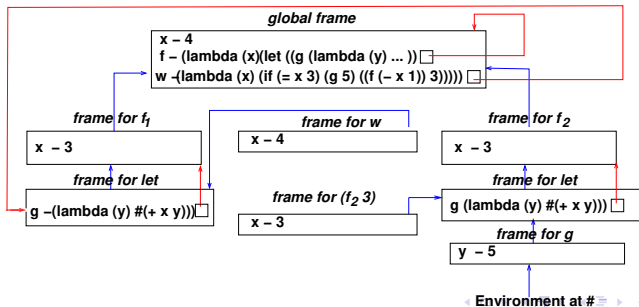 global frame
x – 4
f – (lambda (x)(let ((g (lambda (y) ... ))
w –(lambda (x) (if (= x 3) (g 5) ((f (– x 1)) 3)))))
frame for f1
frame for w
frame for f2
x – 3
x – 4
x – 3
frame for let
frame for (f2 3)
frame for let
g –(lambda (y) #(+ x y)))
x – 3
g (lambda (y) #(+ x y)))
frame for g
y – 5
Environment at #